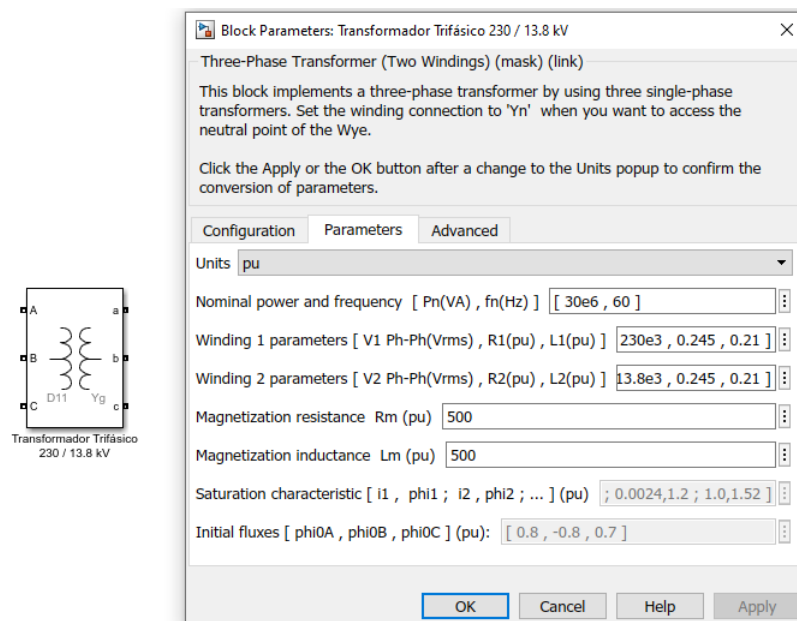 Block Parameters: Transformador Trifásico 230 / 13.8 kV
Three-Phase Transformer (Two Windings) (mask) (link)
This block implements a three-phase transformer by using three single-phase
transformers. Set the winding connection to 'Yn' when you want to access the
neutral point of the Wye.
Click the Apply or the OK button after a change to the Units popup to confirm the
conversion of parameters.
Configuration Parameters Advanced
Units pu
Nominal power and frequency [ Pn(VA) , fn(Hz) ] [ 30e6 , 60 ]
Winding 1 parameters [ V1 Ph-Ph(Vrms) , R1(pu) , L1(pu) ] 230e3 , 0.245 , 0.21 ]
Winding 2 parameters [ V2 Ph-Ph(Vrms) , R2(pu) , L2(pu) ] 13.8e3 , 0.245 , 0.21 ]
Magnetization resistance Rm (pu) 500
Magnetization inductance Lm (pu) 500
Saturation characteristic [ i1 , phi1 ; i2 , phi2 ; ... ] (pu) ; 0.0024,1.2 ; 1.0,1.52 ]
Initial fluxes [ phi0A , phi0B , phi0C ] (pu): [ 0.8 , -0.8 , 0.7 ]
OK Cancel Help Apply
A a
B b
D11 Yg
C c
Transformador Trifásico
230 / 13.8 kV